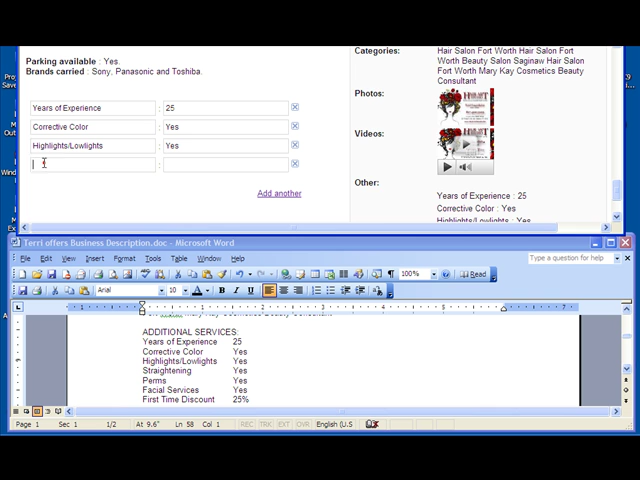 Parking available : Yes.
Brands carried : Sony, Panasonic and Toshiba.
Years of Experience : 25
Corrective Color : Yes
Highlights/Lowlights : Yes
:
Add another
Categories:
Hair Salon Fort Worth Hair Salon Fort
Worth Beauty Salon Saginaw Hair Salon
Fort Worth Mary Kay Cosmetics Beauty
Consultant
Photos:
Videos:
Other:
Years of Experience : 25
Corrective Color : Yes
Highlights/Lowlights : Yes
Terri offers Business Description.doc - Microsoft Word
File Edit View Insert Format Tools Table Window Help
Type a question for help
100% Read
Arial 10 B I U
ADDITIONAL SERVICES:
Years of Experience 25
Corrective Color Yes
Highlights/Lowlights Yes
Straightening Yes
Perms Yes
Facial Services Yes
First Time Discount 25%
Page 1 Sec 1 1/2 At 9.6" Ln 58 Col 1 REC TRK EXT OVR English (U.S